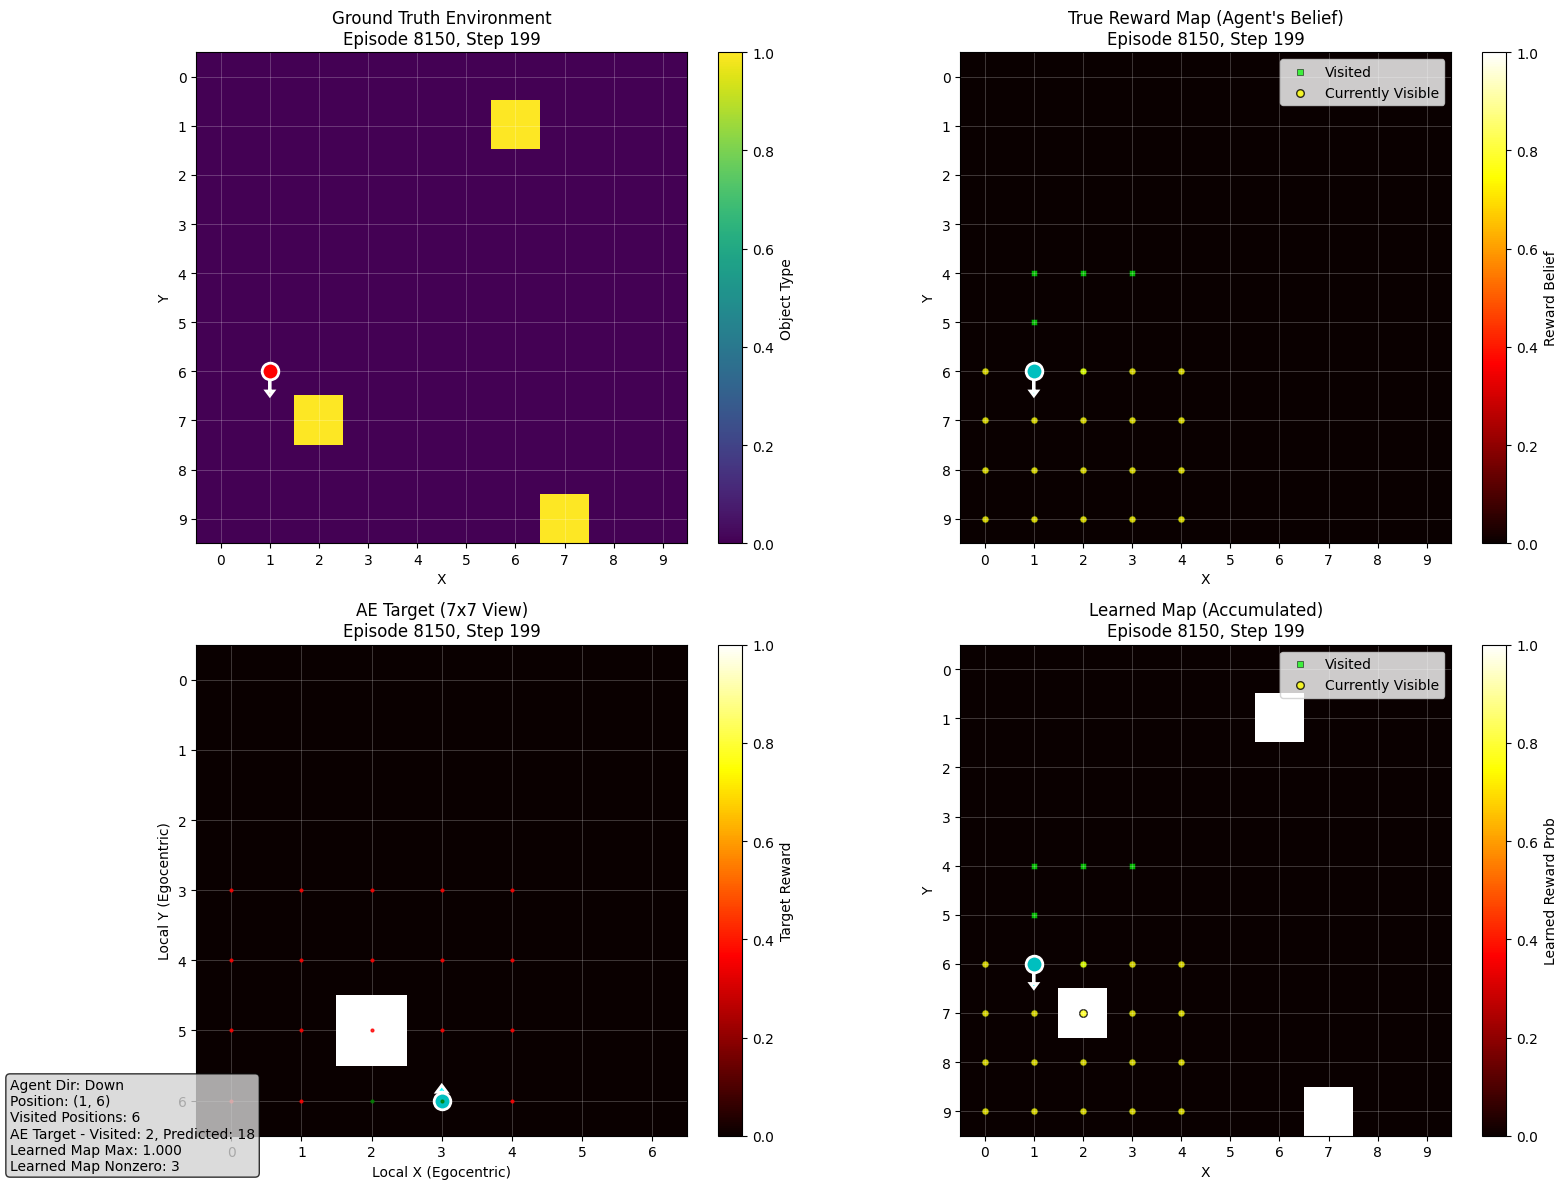 Ground Truth Environment
Episode 8150, Step 199
0
1
2
3
4
5
6
7
8
9
Y
0 1 2 3 4 5 6 7 8 9
X
1.0
0.8
0.6
0.4
0.2
0.0
Object Type
True Reward Map (Agent's Belief)
Episode 8150, Step 199
Visited
Currently Visible
0
1
2
3
4
5
6
7
8
9
Y
0 1 2 3 4 5 6 7 8 9
X
1.0
0.8
0.6
0.4
0.2
0.0
Reward Belief
AE Target (7x7 View)
Episode 8150, Step 199
0
1
2
3
4
5
6
Local Y (Egocentric)
0 1 2 3 4 5 6
Local X (Egocentric)
1.0
0.8
0.6
0.4
0.2
0.0
Target Reward
Agent Dir: Down
Position: (1, 6)
Visited Positions: 6
AE Target - Visited: 2, Predicted: 18
Learned Map Max: 1.000
Learned Map Nonzero: 3
Learned Map (Accumulated)
Episode 8150, Step 199
Visited
Currently Visible
0
1
2
3
4
5
6
7
8
9
Y
0 1 2 3 4 5 6 7 8 9
X
1.0
0.8
0.6
0.4
0.2
0.0
Learned Reward Prob